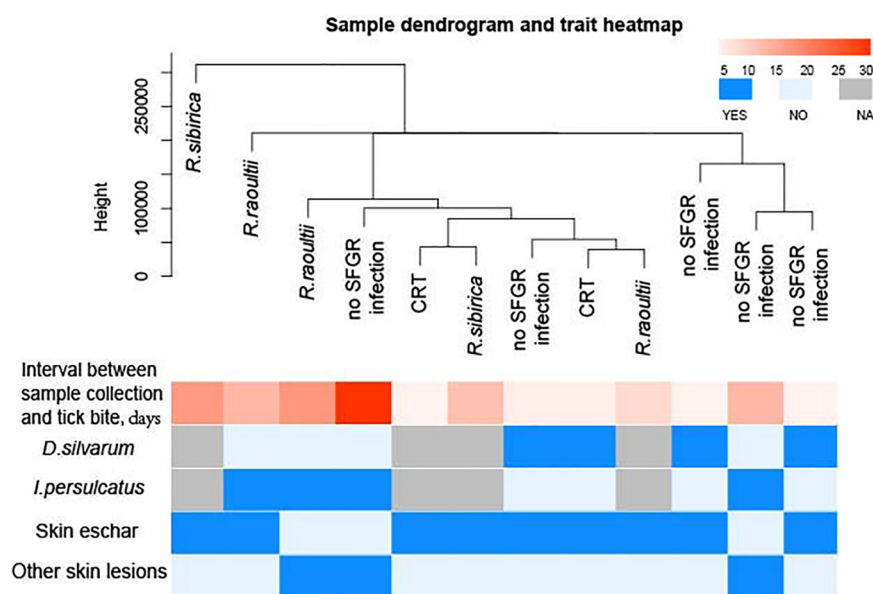 Sample dendrogram and trait heatmap
5 10 15 20 25 30
YES NO NA
Height
250000
100000
0
R.sibirica
R.raoultii
R.raoultii
no SFGR
infection
CRT
R.sibirica
no SFGR
infection
CRT
R.raoultii
no SFGR
infection
no SFGR
infection
no SFGR
infection
Interval between
sample collection
and tick bite, days
D.silvarum
I.persulcatus
Skin eschar
Other skin lesions